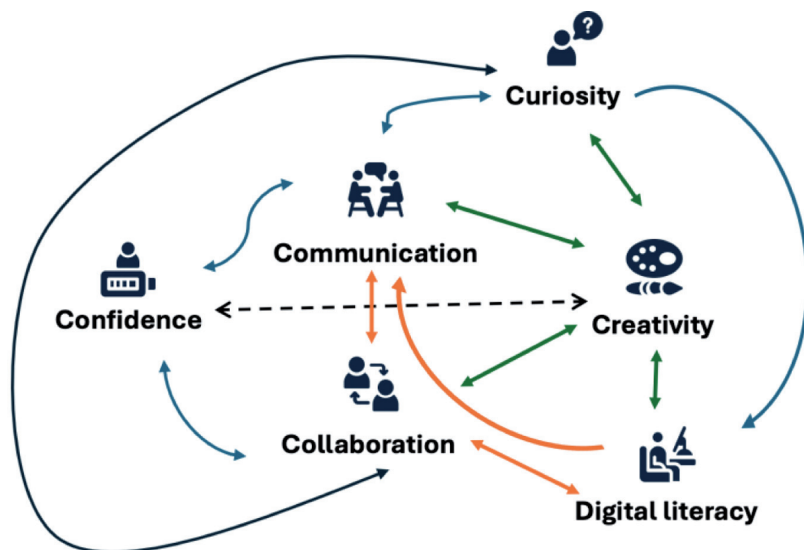 ?
Curiosity
Communication
Confidence
Creativity
Collaboration
Digital literacy